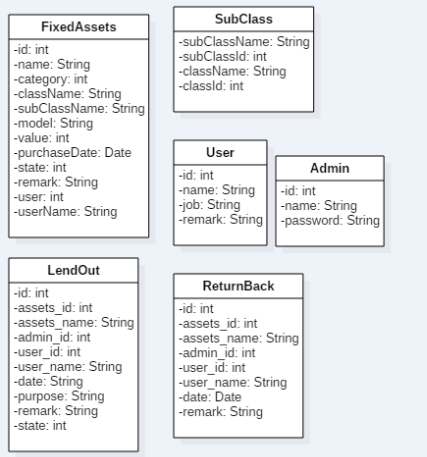 FixedAssets
-id: int
-name: String
-category: int
-className: String
-subClassName: String
-model: String
-value: int
-purchaseDate: Date
-state: int
-remark: String
-user: int
-userName: String
SubClass
-subClassName: String
-subClassId: int
-className: String
-classId: int
User
-id: int
-name: String
-job: String
-remark: String
Admin
-id: int
-name: String
-password: String
LendOut
-id: int
-assets_id: int
-assets_name: String
-admin_id: int
-user_id: int
-user_name: String
-date: String
-purpose: String
-remark: String
-state: int
ReturnBack
-id: int
-assets_id: int
-assets_name: String
-admin_id: int
-user_id: int
-user_name: String
-date: Date
-remark: String